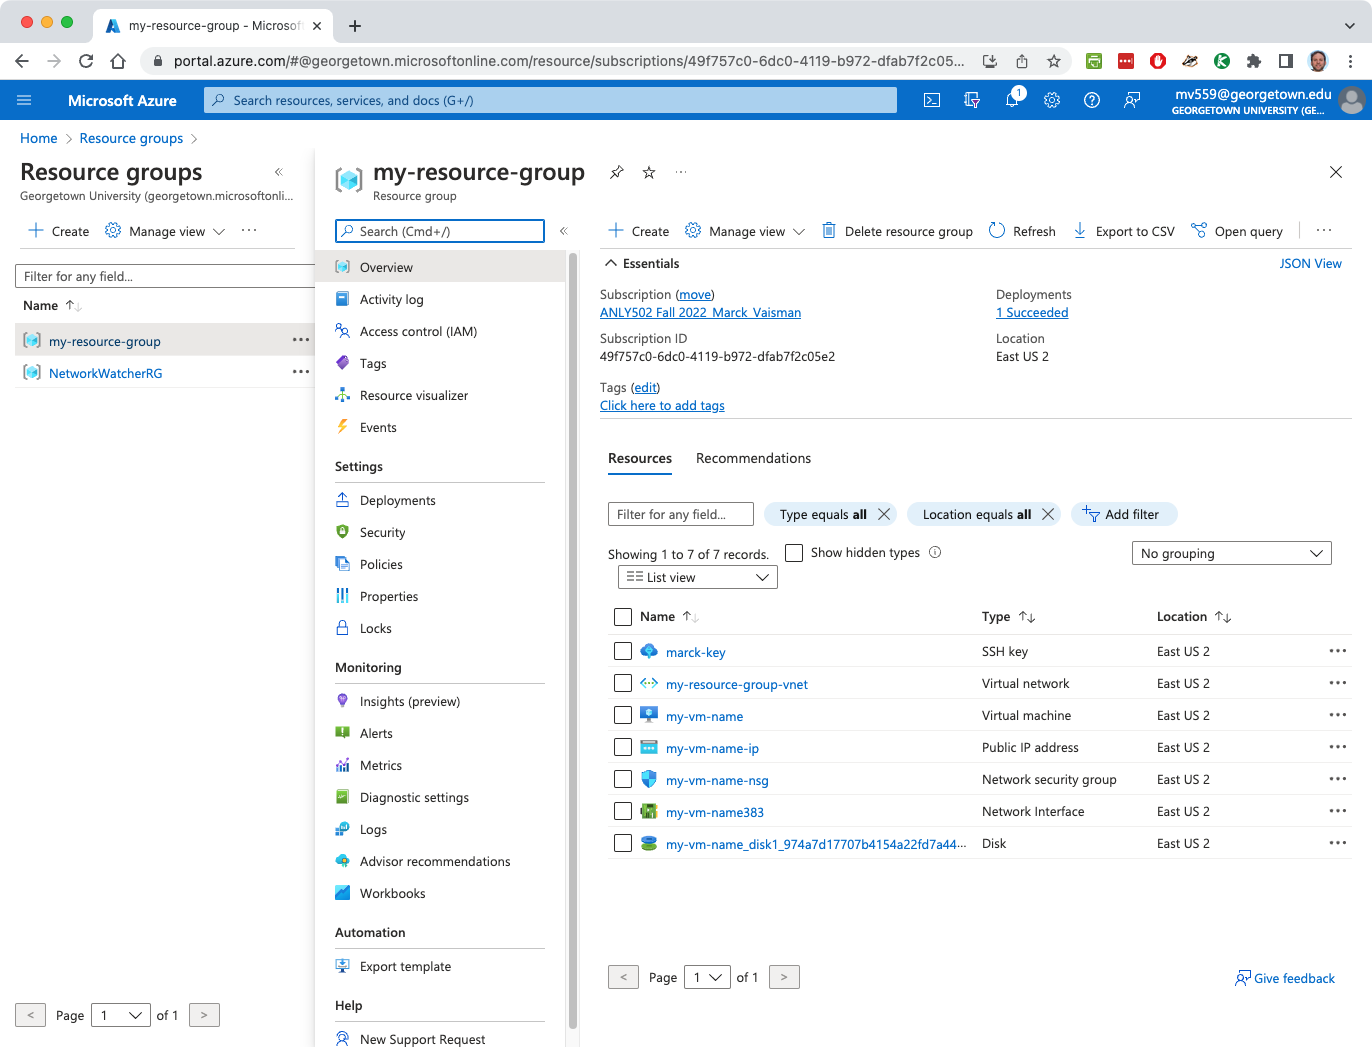 my-resource-group - Microsof
portal.azure.com/#@georgetown.microsoftonline.com/resource/subscriptions/49f757c0-6dc0-4119-b972-dfab7f2c05...
Microsoft Azure
Search resources, services, and docs (G+/)
1
mv559@georgetown.edu
GEORGETOWN UNIVERSITY (GE...
Home > Resource groups >
Resource groups
Georgetown University (georgetown.microsoftonli...
Create
Manage view
Filter for any field...
Name
my-resource-group
NetworkWatcherRG
< Page 1 of 1 >
my-resource-group
Resource group
Search (Cmd+/)
Overview
Activity log
Access control (IAM)
Tags
Resource visualizer
Events
Settings
Deployments
Security
Policies
Properties
Locks
Monitoring
Insights (preview)
Alerts
Metrics
Diagnostic settings
Logs
Advisor recommendations
Workbooks
Automation
Export template
Help
New Support Request
Create
Manage view
Delete resource group
Refresh
Export to CSV
Open query
Essentials
JSON View
Subscription (move)
ANLY502 Fall 2022_Marck_Vaisman
Subscription ID
49f757c0-6dc0-4119-b972-dfab7f2c05e2
Tags (edit)
Click here to add tags
Deployments
1 Succeeded
Location
East US 2
Resources
Recommendations
Filter for any field...
Type equals all
Location equals all
Add filter
Showing 1 to 7 of 7 records.
Show hidden types
No grouping
List view
Name Type Location
marck-key SSH key East US 2
my-resource-group-vnet Virtual network East US 2
my-vm-name Virtual machine East US 2
my-vm-name-ip Public IP address East US 2
my-vm-name-nsg Network security group East US 2
my-vm-name383 Network Interface East US 2
my-vm-name_disk1_974a7d17707b4154a22fd7a44... Disk East US 2
< Page 1 of 1 >
Give feedback